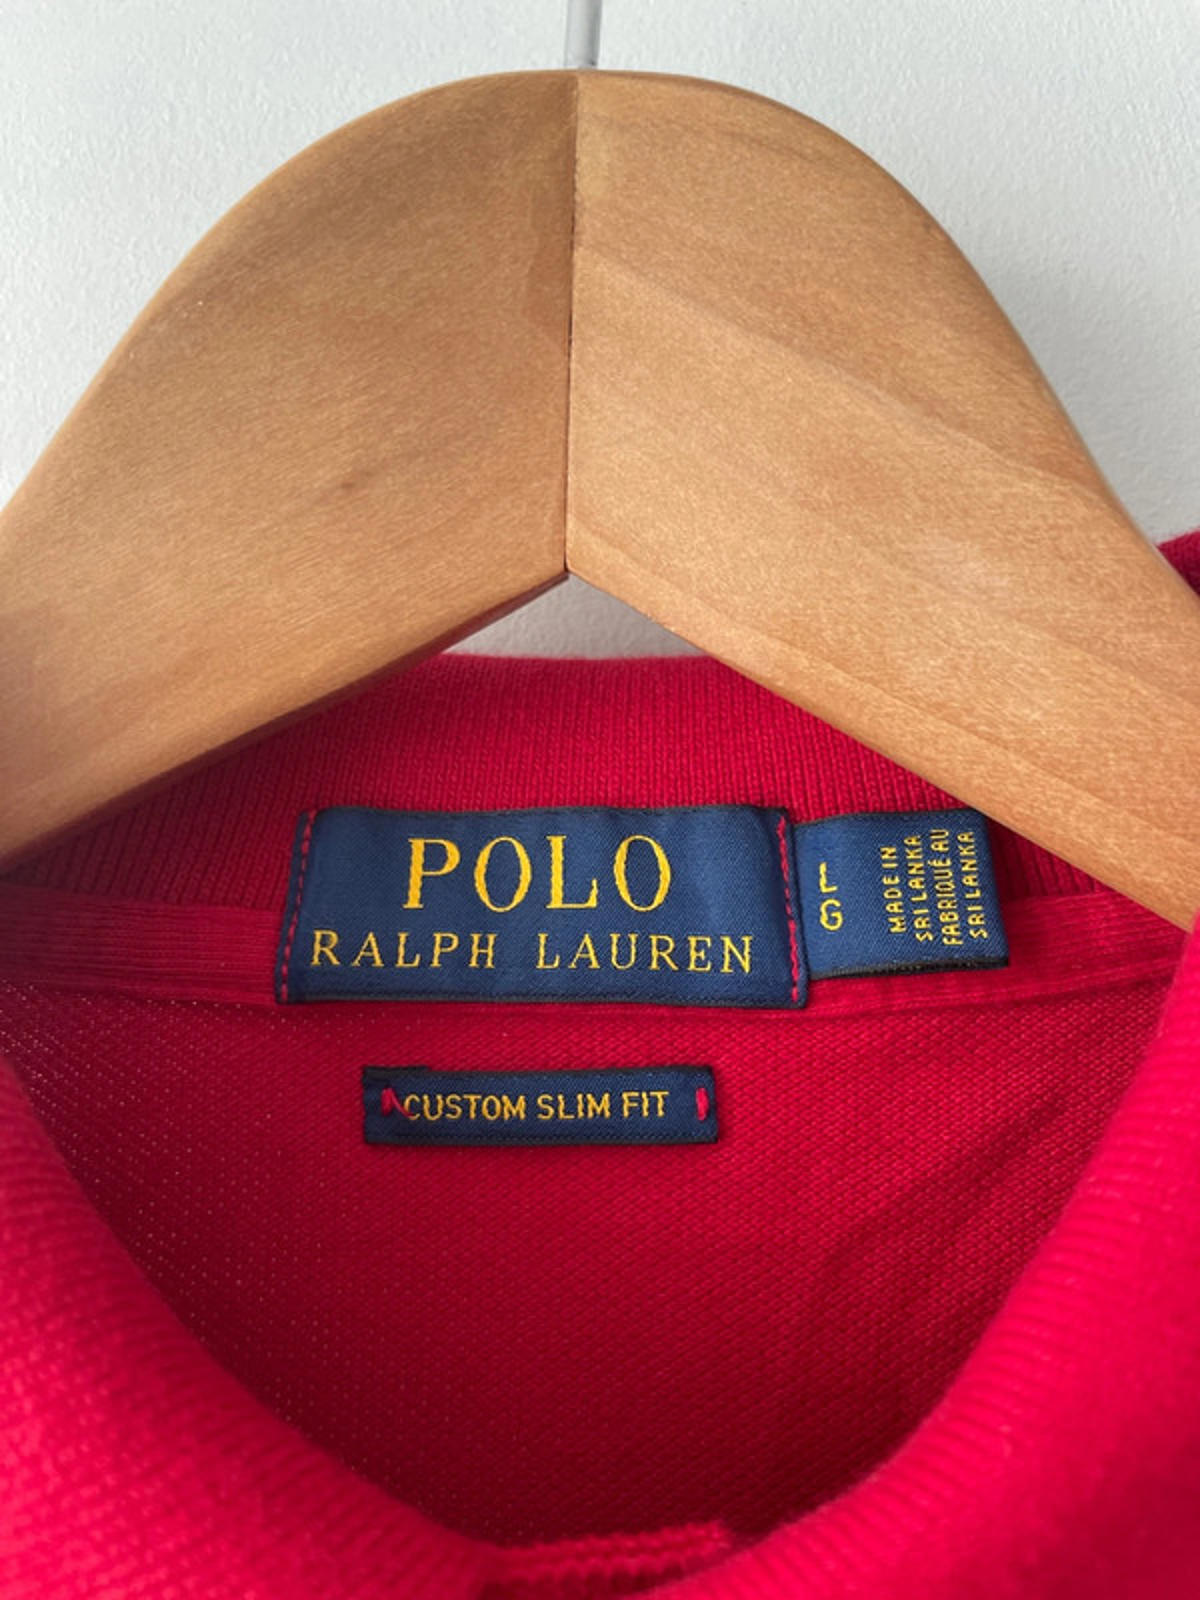 POLO
RALPH LAUREN
L
G
MADE IN
SRI LANKA
FABRIQUÉ AU
SRI LANKA
CUSTOM SLIM FIT